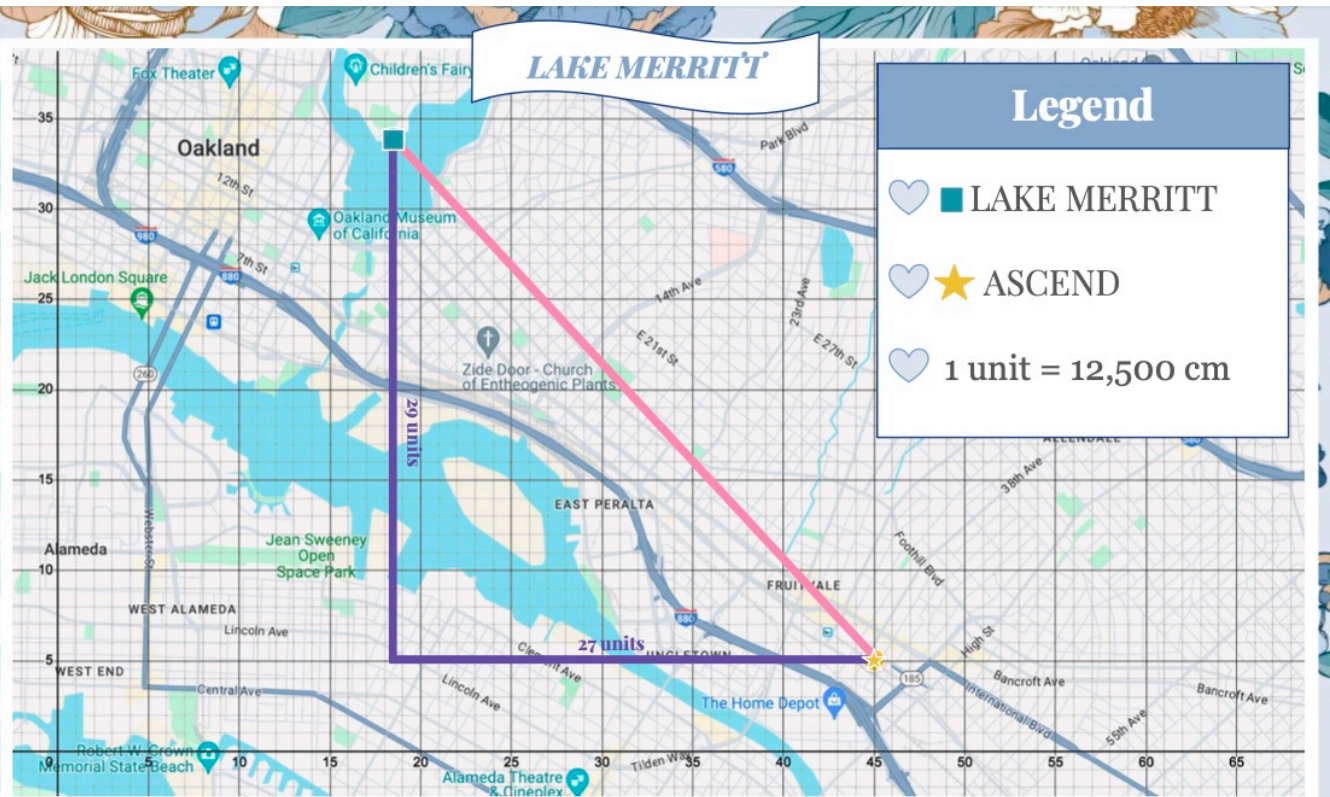 LAKE MERRITT
Legend
LAKE MERRITT
ASCEND
1 unit = 12,500 cm
Fox Theater
Children's Fairy
Park Blvd
35
Oakland
580
12th St
30
Oakland Museum
of California
980
7th St
880
Jack London Square
14th Ave
23rd Ave
25
E 21st St
E 27th St
Zide Door - Church
of Entheogenic Plants
260
20
29 units
ALLENDALE
580
15
38th Ave
EAST PERALTA
Webster St
Jean Sweeney
Open
Space Park
Alameda
Foothill Blvd
10
FRUITVALE
WEST ALAMEDA
Lincoln Ave
880
27 units
High St
5
Clement Ave
WEST END
Central Ave
Lincoln Ave
185
Bancroft Ave
Bancroft Ave
The Home Depot
International Blvd
55th Ave
Robert W. Crown
Memorial State Beach
Tilden Way
0 5 10 15 20 25 30 35 40 45 50 55 60 65
Alameda Theatre
& Cineplex